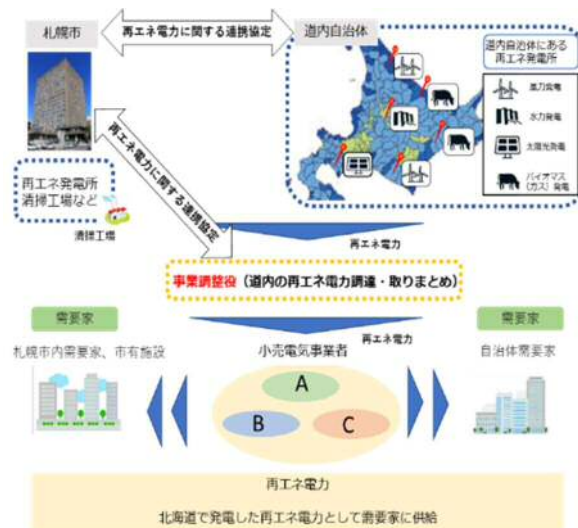 札幌市
再エネ電力に関する連携協定
道内自治体
道内自治体にある
再エネ発電所
風力発電
水力発電
太陽光発電
バイオマス
(ガス) 発電
再エネ電力に関する連携協定
再エネ発電所
清掃工場など
清掃工場
再エネ電力
事業調整役（道内の再エネ電力調達・取りまとめ）
再エネ電力
需要家
札幌市内需要家、市有施設
小売電気事業者
需要家
自治体需要家
A
B
C
再エネ電力
北海道で発電した再エネ電力として需要家に供給